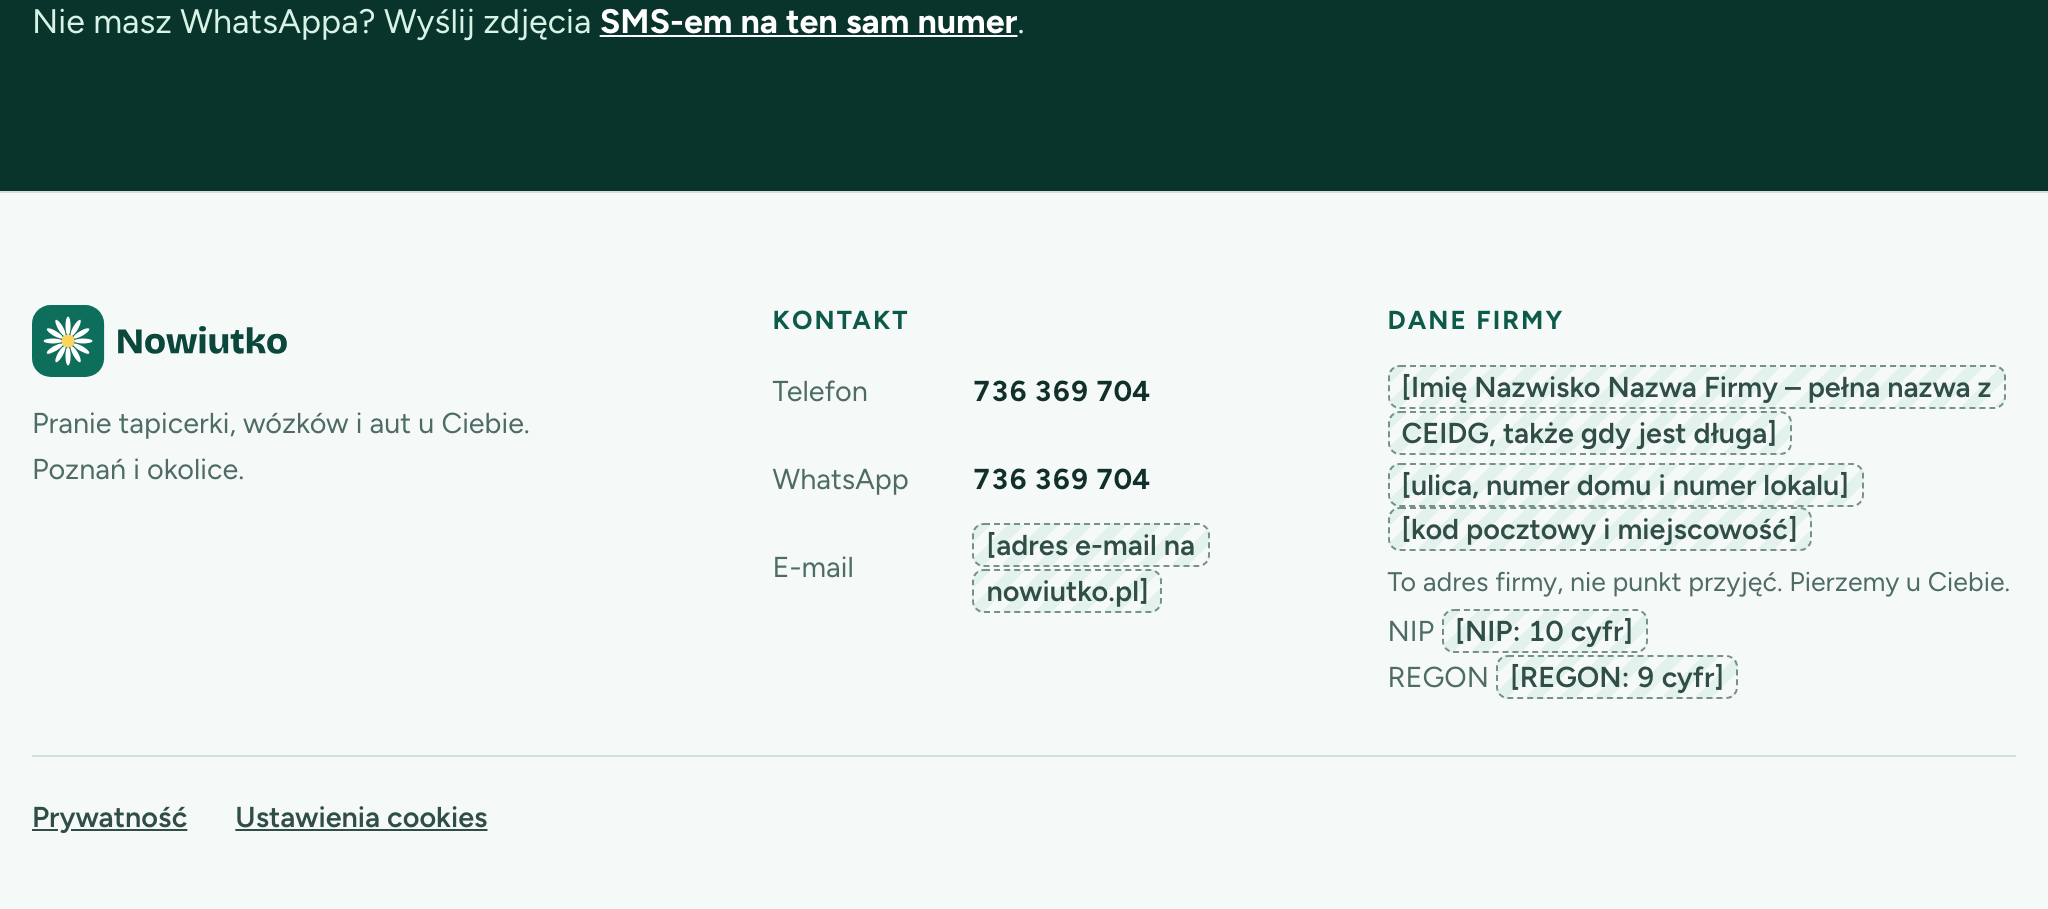 Nie masz WhatsAppa? Wyślij zdjęcia SMS-em na ten sam numer.
Nowiutko
Pranie tapicerki, wózków i aut u Ciebie.
Poznań i okolice.
KONTAKT
Telefon 736 369 704
WhatsApp 736 369 704
E-mail [adres e-mail na
nowiutko.pl]
DANE FIRMY
[Imię Nazwisko Nazwa Firmy – pełna nazwa z
CEIDG, także gdy jest długa]
[ulica, numer domu i numer lokalu]
[kod pocztowy i miejscowość]
To adres firmy, nie punkt przyjęć. Pierzemy u Ciebie.
NIP [NIP: 10 cyfr]
REGON [REGON: 9 cyfr]
Prywatność Ustawienia cookies